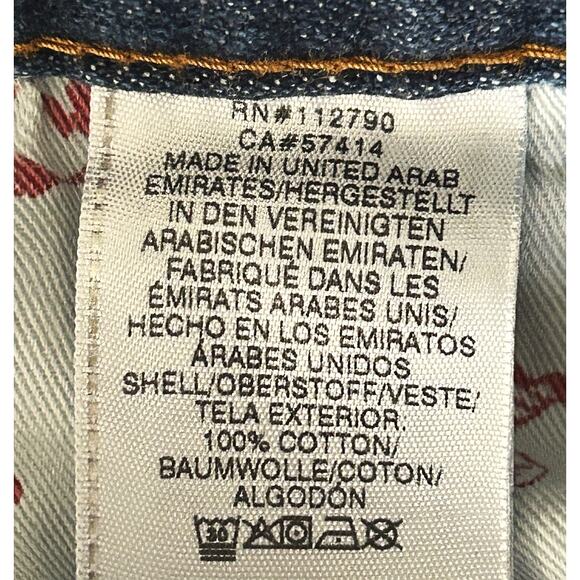 RN#112790
CA#57414
MADE IN UNITED ARAB
EMIRATES/HERGESTELLT
IN DEN VEREINIGTEN
ARABISCHEN EMIRATEN/
FABRIQUÉ DANS LES
ÉMIRATS ARABES UNIS/
HECHO EN LOS EMIRATOS
ÁRABES UNIDOS
SHELL/OBERSTOFF/VESTE/
TELA EXTERIOR.
100% COTTON/
BAUMWOLLE/COTON/
ALGODÓN
30